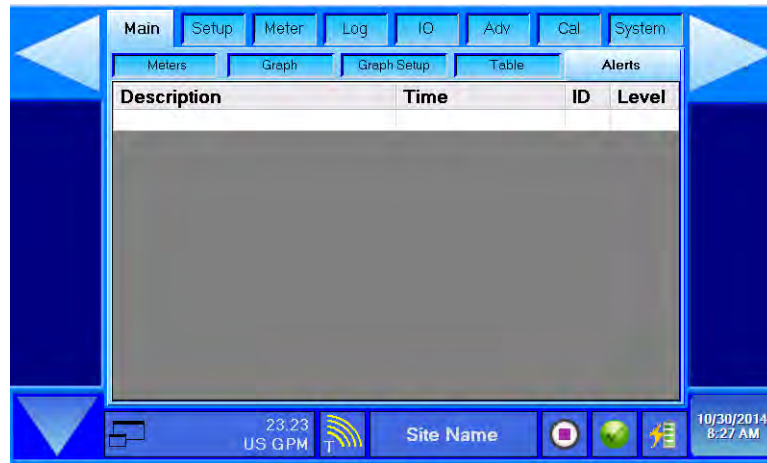 Main Setup Meter Log IO Adv Cal System
Meters Graph Graph Setup Table Alerts
Description Time ID Level
23.23
US GPM
T
Site Name
10/30/2014
8:27 AM